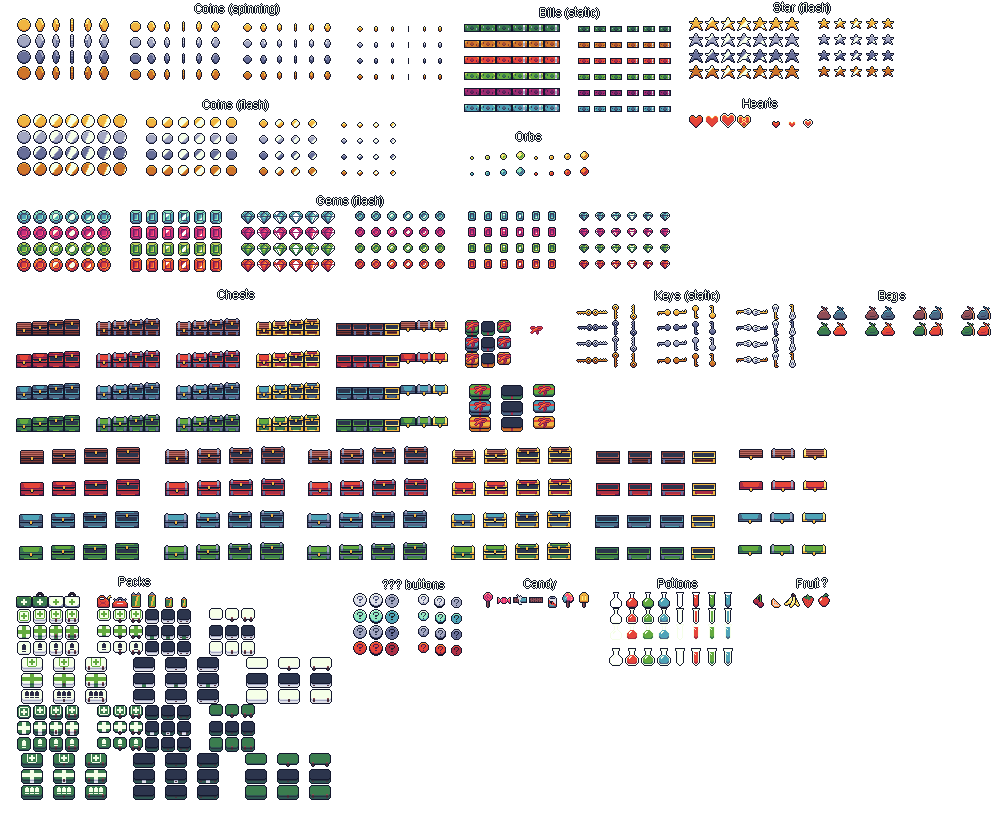 Coins (spinning)
Bills (static)
Star (flash)
Coins (flash)
Hearts
Orbs
Gems (flash)
Chests
Keys (static)
Bags
Packs
??? buttons
Candy
Potions
Fruit ?